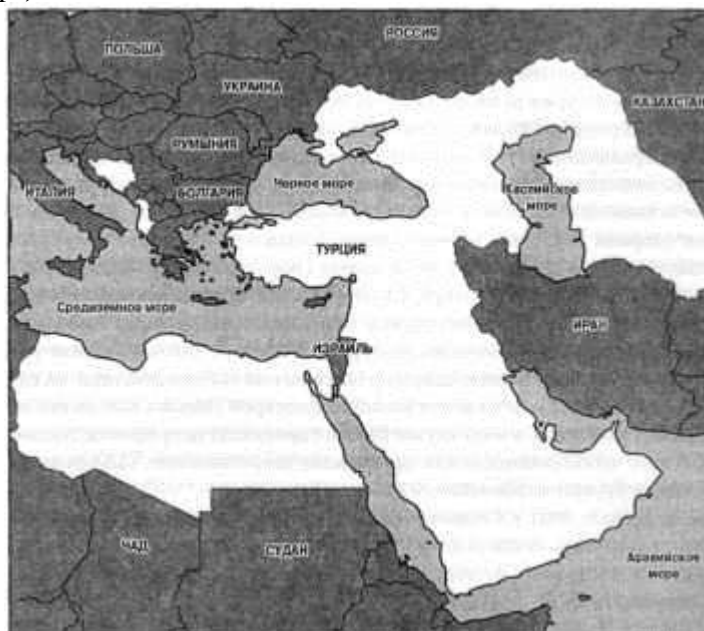 РОССИЯ
ПОЛЬША
УКРАИНА
КАЗАХСТАН
РУМЫНИЯ
ИТАЛИЯ
БОЛГАРИЯ
Черное море
Каспийское
море
ТУРЦИЯ
Средиземное море
ИРАН
ИЗРАИЛЬ
ЧАД
СУДАН
Аравийское
море